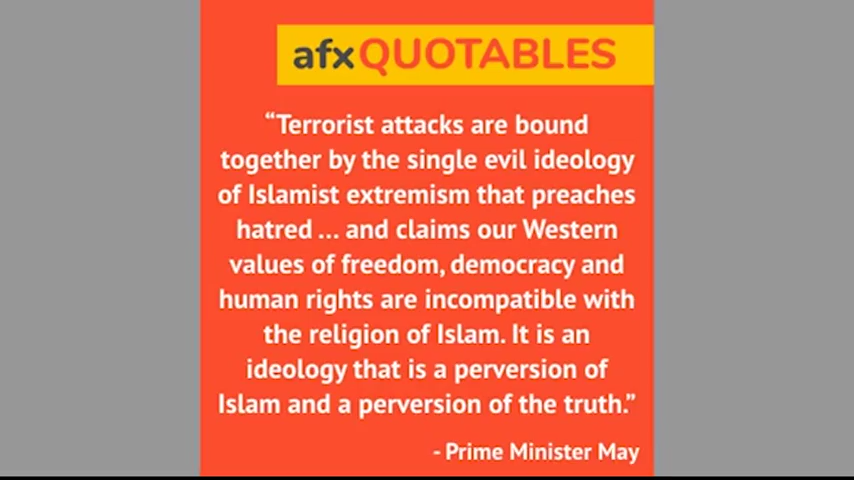 afxQUOTABLES
“Terrorist attacks are bound
together by the single evil ideology
of Islamist extremism that preaches
hatred ... and claims our Western
values of freedom, democracy and
human rights are incompatible with
the religion of Islam. It is an
ideology that is a perversion of
Islam and a perversion of the truth.”
- Prime Minister May